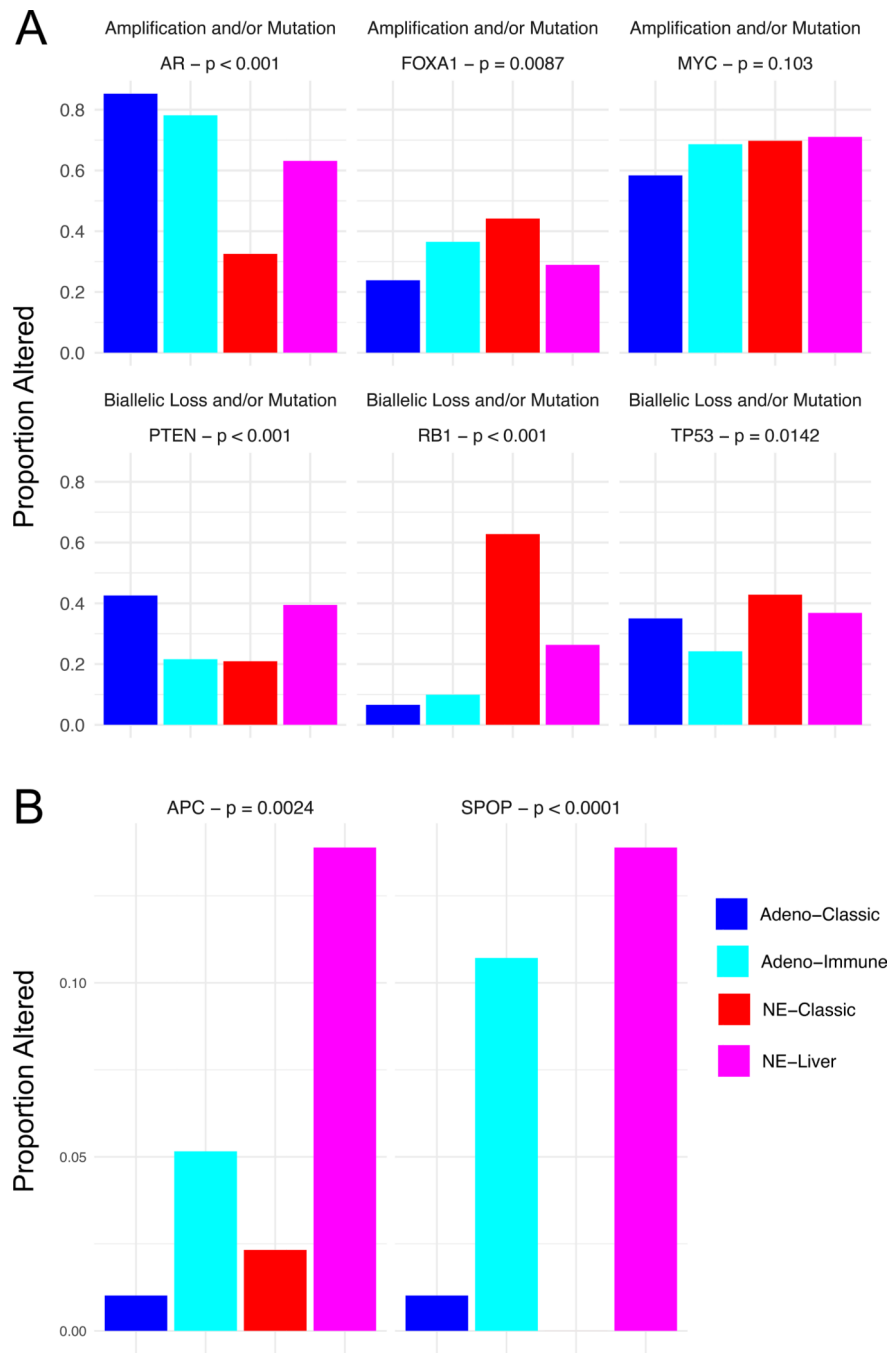 A
Amplification and/or Mutation
Amplification and/or Mutation
Amplification and/or Mutation
AR − p < 0.001
FOXA1 − p = 0.0087
MYC − p = 0.103
0.8
0.6
0.4
0.2
0.0
Proportion Altered
Biallelic Loss and/or Mutation
Biallelic Loss and/or Mutation
Biallelic Loss and/or Mutation
PTEN − p < 0.001
RB1 − p < 0.001
TP53 − p = 0.0142
0.8
0.6
0.4
0.2
0.0
B
APC − p = 0.0024
SPOP − p < 0.0001
0.10
0.05
0.00
Proportion Altered
Adeno−Classic
Adeno−Immune
NE−Classic
NE−Liver